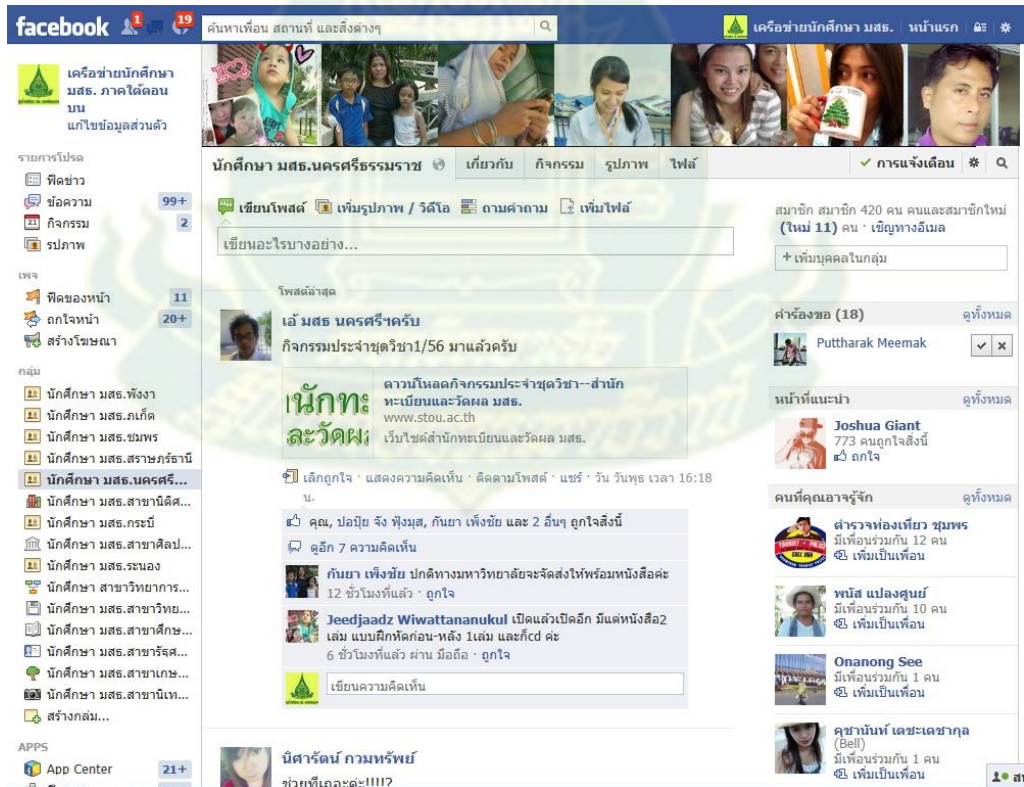 facebook 1 19
ค้นหาเพื่อน สถานที่ และสิ่งต่างๆ
เครือข่ายนักศึกษา มสธ. หน้าแรก
เครือข่ายนักศึกษา
มสธ. ภาคใต้ตอน
บน
แก้ไขข้อมูลส่วนตัว
รายการโปรด
ฟีดข่าว
ข้อความ 99+
กิจกรรม 2
รูปภาพ
เพจ
ฟีดของหน้า 11
ถูกใจหน้า 20+
สร้างโฆษณา
กลุ่ม
นักศึกษา มสธ.พังงา
นักศึกษา มสธ.ภูเก็ต
นักศึกษา มสธ.ชุมพร
นักศึกษา มสธ.สุราษฎร์ธานี
นักศึกษา มสธ.นครศรี...
นักศึกษา มสธ.สาขานิติศ...
นักศึกษา มสธ.กระบี่
นักศึกษา มสธ.สาขาศิลป...
นักศึกษา มสธ.ระนอง
นักศึกษา สาขาวิทยาการ...
นักศึกษา มสธ.สาขาวิทย...
นักศึกษา มสธ.สาขาศึกษ...
นักศึกษา มสธ.สาขารัฐศ...
นักศึกษา มสธ.สาขาเกษ...
นักศึกษา มสธ.สาขานิเท...
สร้างกลุ่ม...
APPS
App Center 21+
นักศึกษา มสธ.นครศรีธรรมราช เกี่ยวกับ กิจกรรม รูปภาพ ไฟล์
✓ การแจ้งเตือน
เขียนโพสต์ เพิ่มรูปภาพ / วิดีโอ ถามคำถาม เพิ่มไฟล์
เขียนอะไรบางอย่าง...
โพสต์ล่าสุด
เอ้ มสธ นครศรีฯครับ
กิจกรรมประจำชุดวิชา1/56 มาแล้วครับ
ดาวน์โหลดกิจกรรมประจำชุดวิชา--สำนัก
ทะเบียนและวัดผล มสธ.
www.stou.ac.th
เว็บไซต์สำนักทะเบียนและวัดผล มสธ.
เลิกถูกใจ · แสดงความคิดเห็น · ติดตามโพสต์ · แชร์ · วัน วันพุธ เวลา 16:18
น.
คุณ, ปอปุ้ย จัง ฟุ้งมุส, กันยา เพ็งชัย และ 2 อื่นๆ ถูกใจสิ่งนี้
ดูอีก 7 ความคิดเห็น
กันยา เพ็งชัย ปกติทางมหาวิทยาลัยจะจัดส่งให้พร้อมหนังสือค่ะ
12 ชั่วโมงที่แล้ว · ถูกใจ
Jeedjaadz Wiwattananukul เปิดแล้วเปิดอีก มีแต่หนังสือ2
เล่ม แบบฝึกหัดก่อน-หลัง 1เล่ม และก็cd ค่ะ
6 ชั่วโมงที่แล้ว ผ่าน มือถือ · ถูกใจ
เขียนความคิดเห็น
นิศารัตน์ กวมทรัพย์
ช่วยทีเถอะค่ะ!!!!?
สมาชิก สมาชิก 420 คน คนและสมาชิกใหม่
(ใหม่ 11) คน · เชิญทางอีเมล
+ เพิ่มบุคคลในกลุ่ม
คำร้องขอ (18) ดูทั้งหมด
Puttharak Meemak
หน้าที่แนะนำ ดูทั้งหมด
Joshua Giant
773 คนถูกใจสิ่งนี้
ถูกใจ
คนที่คุณอาจรู้จัก ดูทั้งหมด
ตำรวจท่องเที่ยว ชุมพร
มีเพื่อนร่วมกัน 12 คน
เพิ่มเป็นเพื่อน
พนัส แปลงศูนย์
มีเพื่อนร่วมกัน 10 คน
เพิ่มเป็นเพื่อน
Onanong See
มีเพื่อนร่วมกัน 1 คน
เพิ่มเป็นเพื่อน
คุชานันท์ เดชะเดชากุล
(Bell)
มีเพื่อนร่วมกัน 1 คน
เพิ่มเป็นเพื่อน